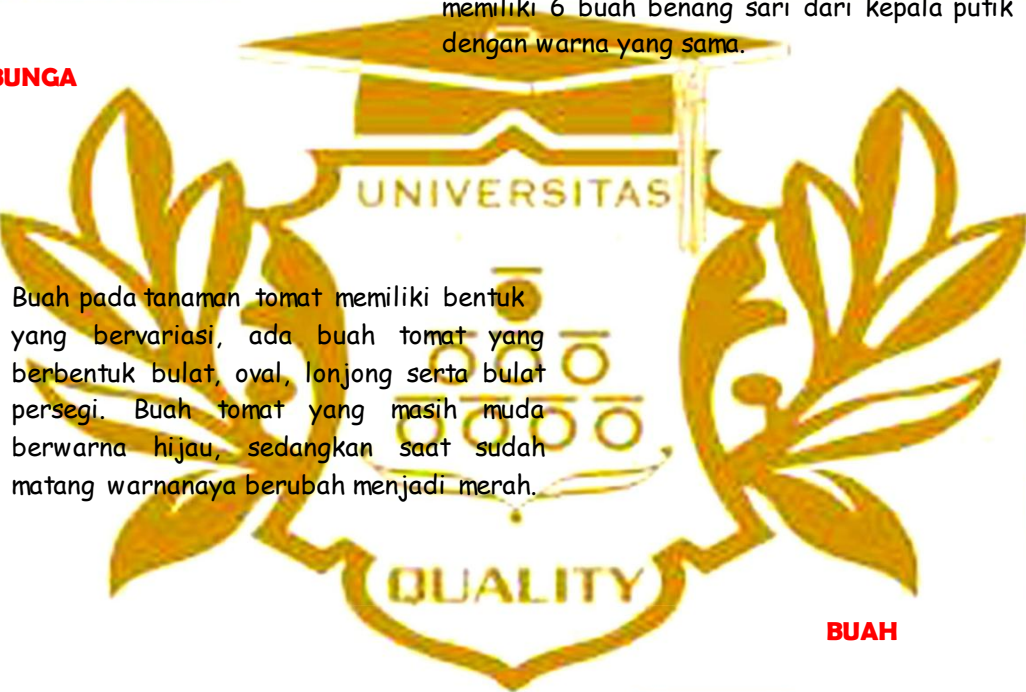 memiliki 6 buah benang sari dari kepala putik
dengan warna yang sama.
BUNGA
UNIVERSITAS
Buah pada tanaman tomat memiliki bentuk
yang bervariasi, ada buah tomat yang
berbentuk bulat, oval, lonjong serta bulat
persegi. Buah tomat yang masih muda
berwarna hijau, sedangkan saat sudah
matang warnanaya berubah menjadi merah.
QUALITY
BUAH